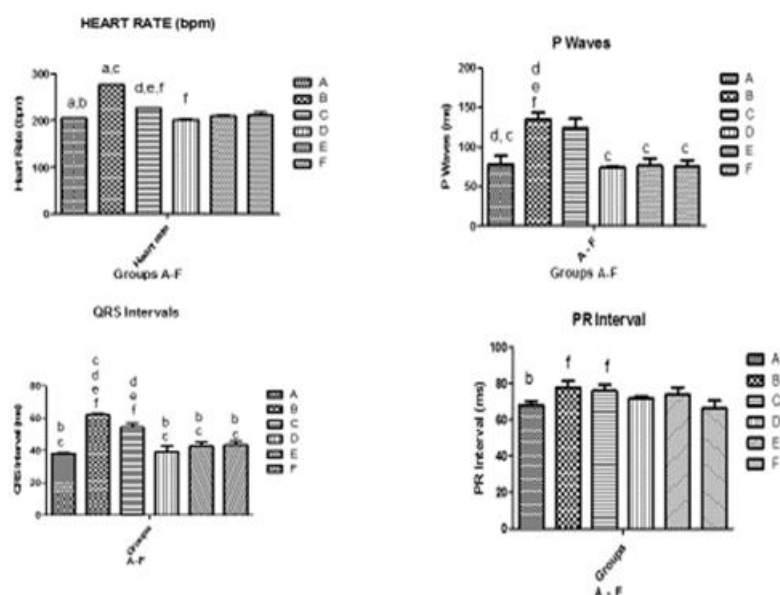 HEART RATE (bpm)
300
200
100
0
Heart Rate (bpm)
a,b
a,c
d,e,f
f
Heart Rate
Groups A-F
A
B
C
D
E
F
P Waves
200
150
100
50
0
P Waves (ms)
d, c
d
e
f
c
c
c
A - F
Groups A-F
A
B
C
D
E
F
QRS Intervals
80
60
40
20
0
QRS Interval (ms)
b
c
c
d
e
f
d
e
f
b
c
b
c
b
c
Groups
A-F
A
B
C
D
E
F
PR Interval
100
80
60
40
20
0
PR Interval (ms)
b
f
f
Groups
A - F
A
B
C
D
E
F